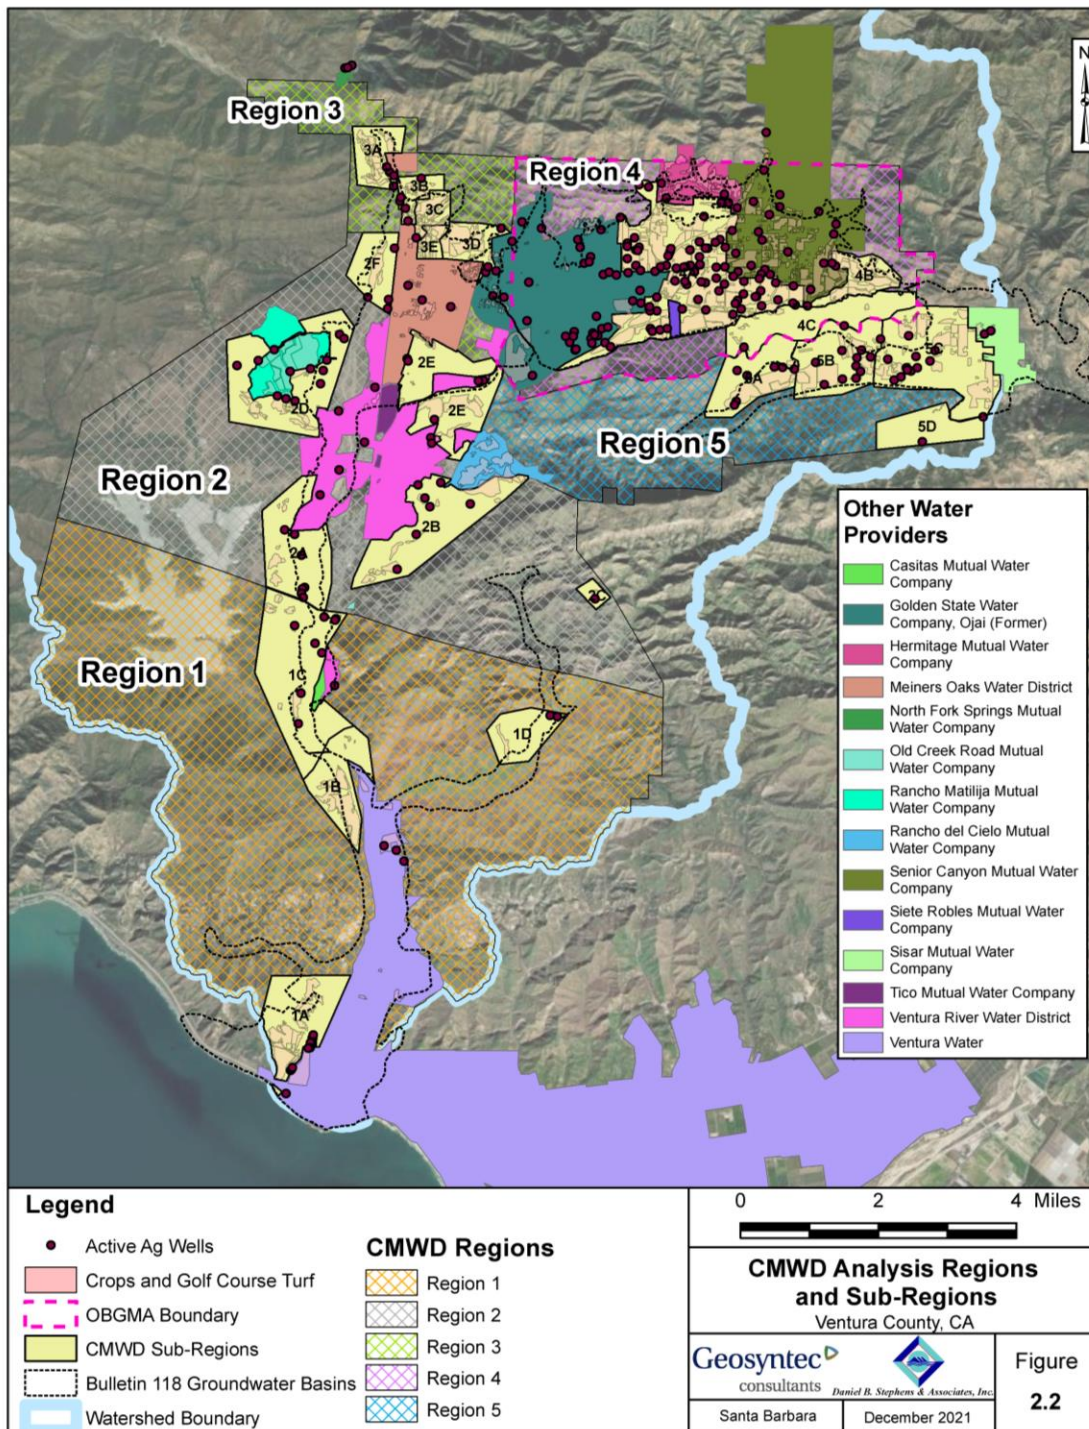 N
Region 3
3A
Region 4
3B
3C
3E
3D
2F
4B
4C
2E
5B
5A
2D
2E
5D
Region 5
Region 2
2B
2A
2C
Region 1
1C
1D
1B
1A
Other Water
Providers
Casitas Mutual Water
Company
Golden State Water
Company, Ojai (Former)
Hermitage Mutual Water
Company
Meiners Oaks Water District
North Fork Springs Mutual
Water Company
Old Creek Road Mutual
Water Company
Rancho Matilija Mutual
Water Company
Rancho del Cielo Mutual
Water Company
Senior Canyon Mutual Water
Company
Siete Robles Mutual Water
Company
Sisar Mutual Water
Company
Tico Mutual Water Company
Ventura River Water District
Ventura Water
Legend
Active Ag Wells
Crops and Golf Course Turf
OBGMA Boundary
CMWD Sub-Regions
Bulletin 118 Groundwater Basins
Watershed Boundary
CMWD Regions
Region 1
Region 2
Region 3
Region 4
Region 5
0 2 4 Miles
CMWD Analysis Regions
and Sub-Regions
Ventura County, CA
Geosyntec
consultants
Daniel B. Stephens & Associates, Inc.
Figure
2.2
Santa Barbara
December 2021